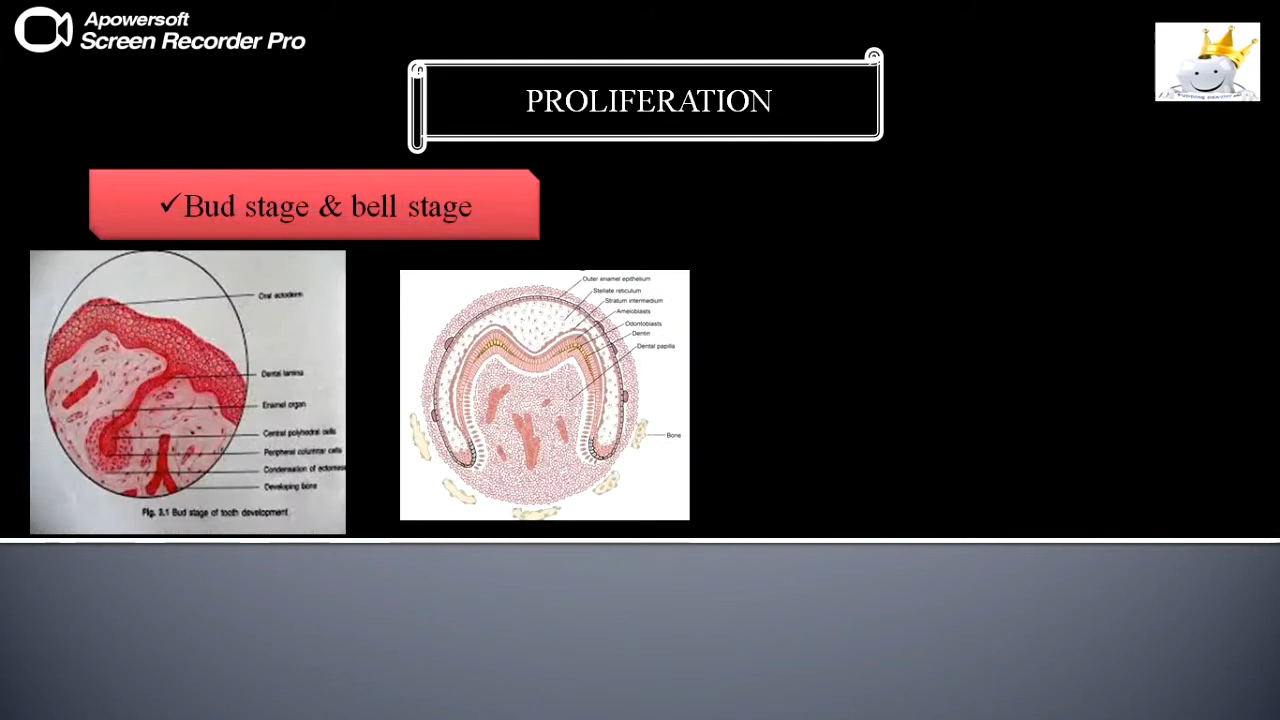 Apowersoft
Screen Recorder Pro
PROLIFERATION
✓Bud stage & bell stage
Oral ectoderm
Dental lamina
Enamel organ
Central polyhedral cells
Peripheral columnar cells
Condensation of ectomese
Developing bone
Fig. 3.1 Bud stage of tooth development
Outer enamel epithelium
Stellate reticulum
Stratum intermedium
Ameloblasts
Odontoblasts
Dentin
Dental papilla
Bone